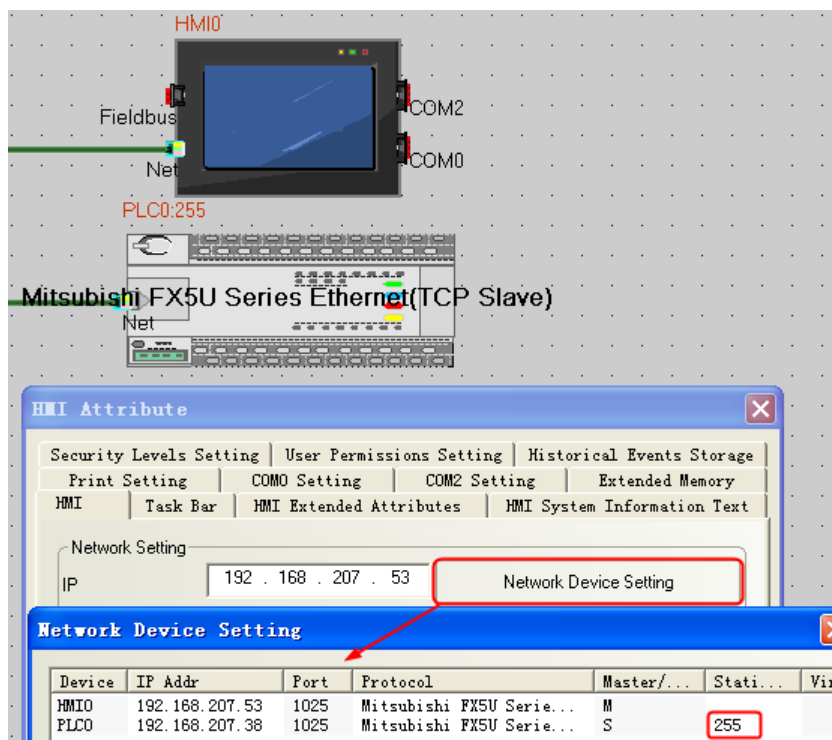 HMI0
Fieldbus
COM2
Net
COM0
PLC0:255
Mitsubishi FX5U Series Ethernet(TCP Slave)
Net
HMI Attribute
Security Levels Setting User Permissions Setting Historical Events Storage
Print Setting COM0 Setting COM2 Setting Extended Memory
HMI Task Bar HMI Extended Attributes HMI System Information Text
Network Setting
IP 192 . 168 . 207 . 53 Network Device Setting
Network Device Setting
Device IP Addr Port Protocol Master/... Stati... Vir
HMI0 192.168.207.53 1025 Mitsubishi FX5U Serie... M
PLC0 192.168.207.38 1025 Mitsubishi FX5U Serie... S 255